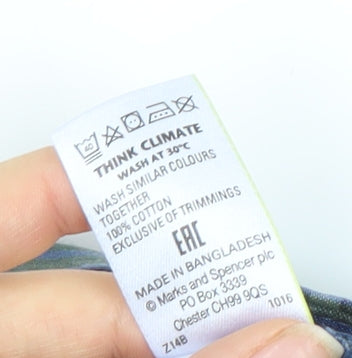 40
THINK CLIMATE
WASH AT 30°C
WASH SIMILAR COLOURS
TOGETHER
100% COTTON
EXCLUSIVE OF TRIMMINGS
EAC
MADE IN BANGLADESH
© Marks and Spencer plc
PO Box 3339
Chester CH99 9QS
1016
Z14B